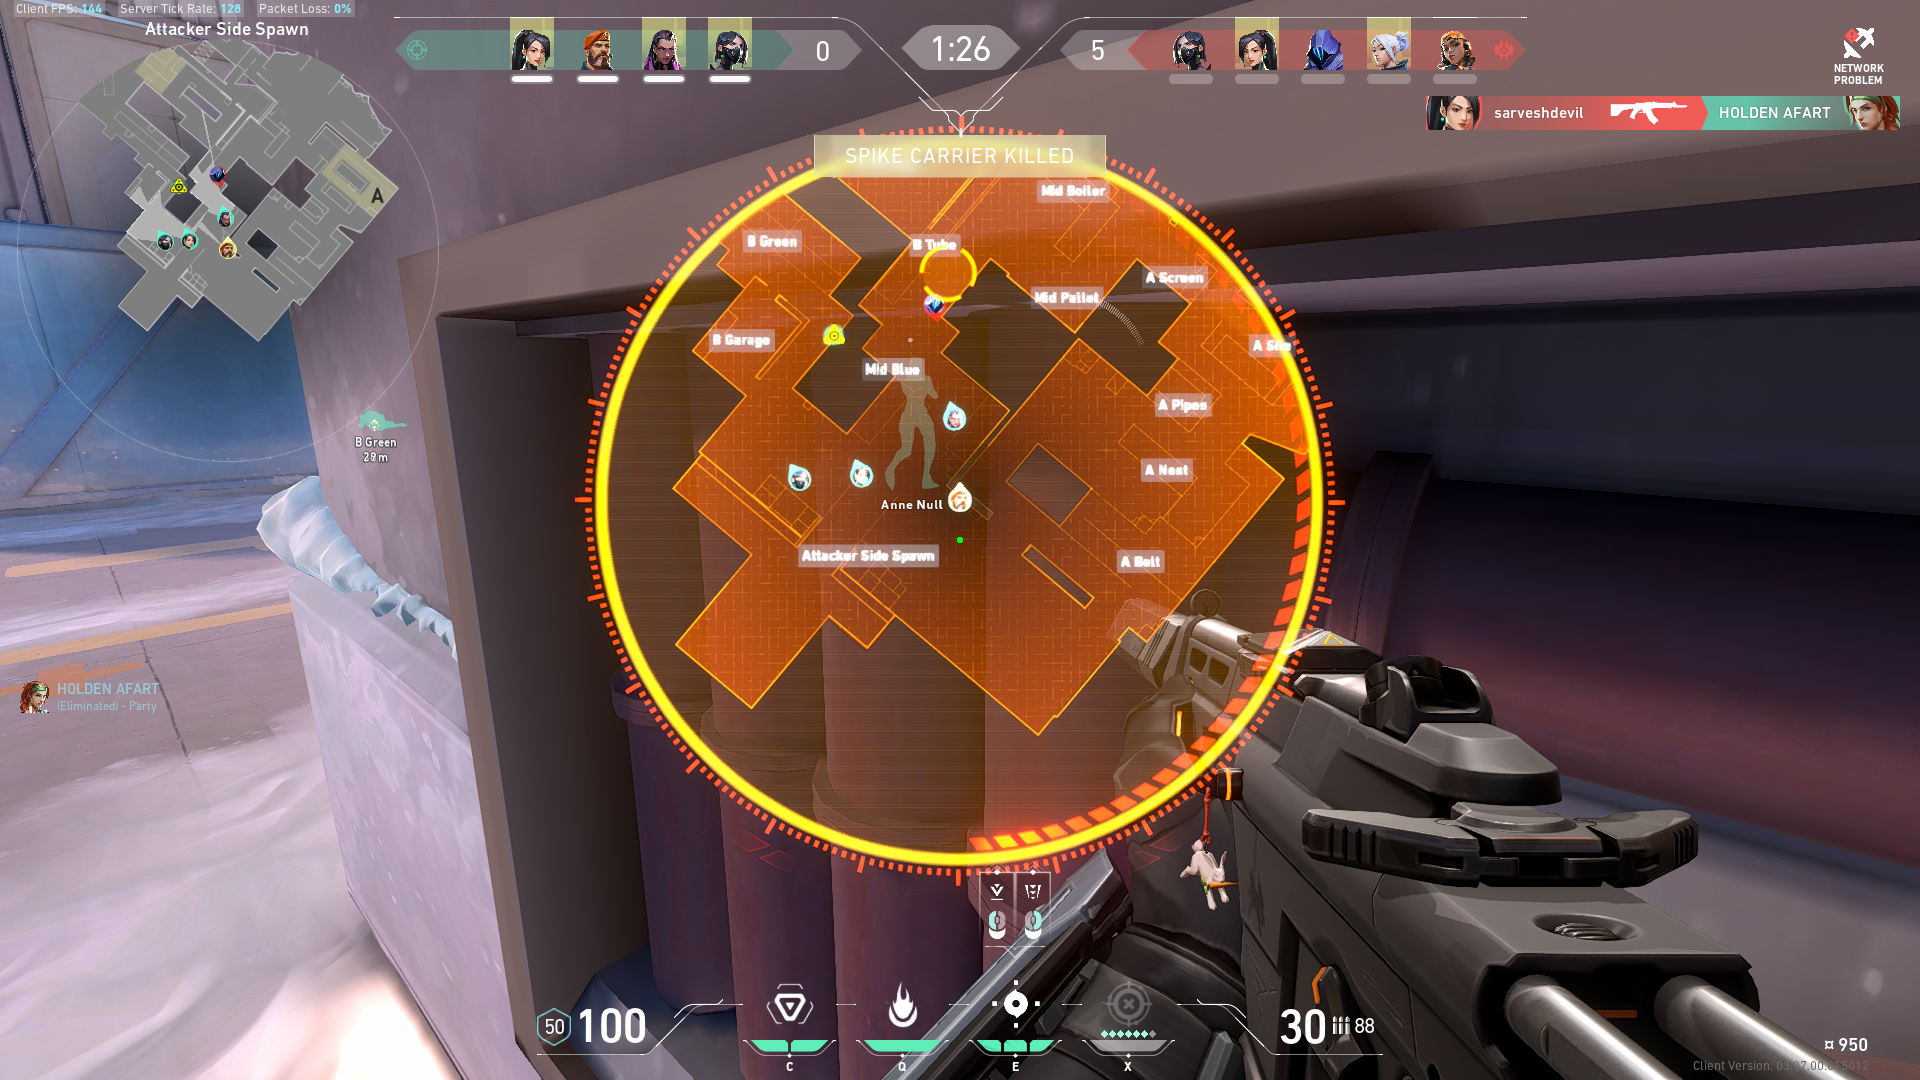 Client FPS: 144 Server Tick Rate: 128 Packet Loss: 0%
Attacker Side Spawn
0
1:26
5
NETWORK
PROBLEM
sarveshdevil HOLDEN AFART
SPIKE CARRIER KILLED
A
Mid Boiler
B Green
B Tube
A Screen
Mid Pallet
B Garage
A Site
Mid Blue
A Pipes
B Green
28m
A Nest
Anne Null
Attacker Side Spawn
A Belt
HOLDEN AFART
(Eliminated) - Party
50 100
C
Q
E
X
30 88
¤ 950